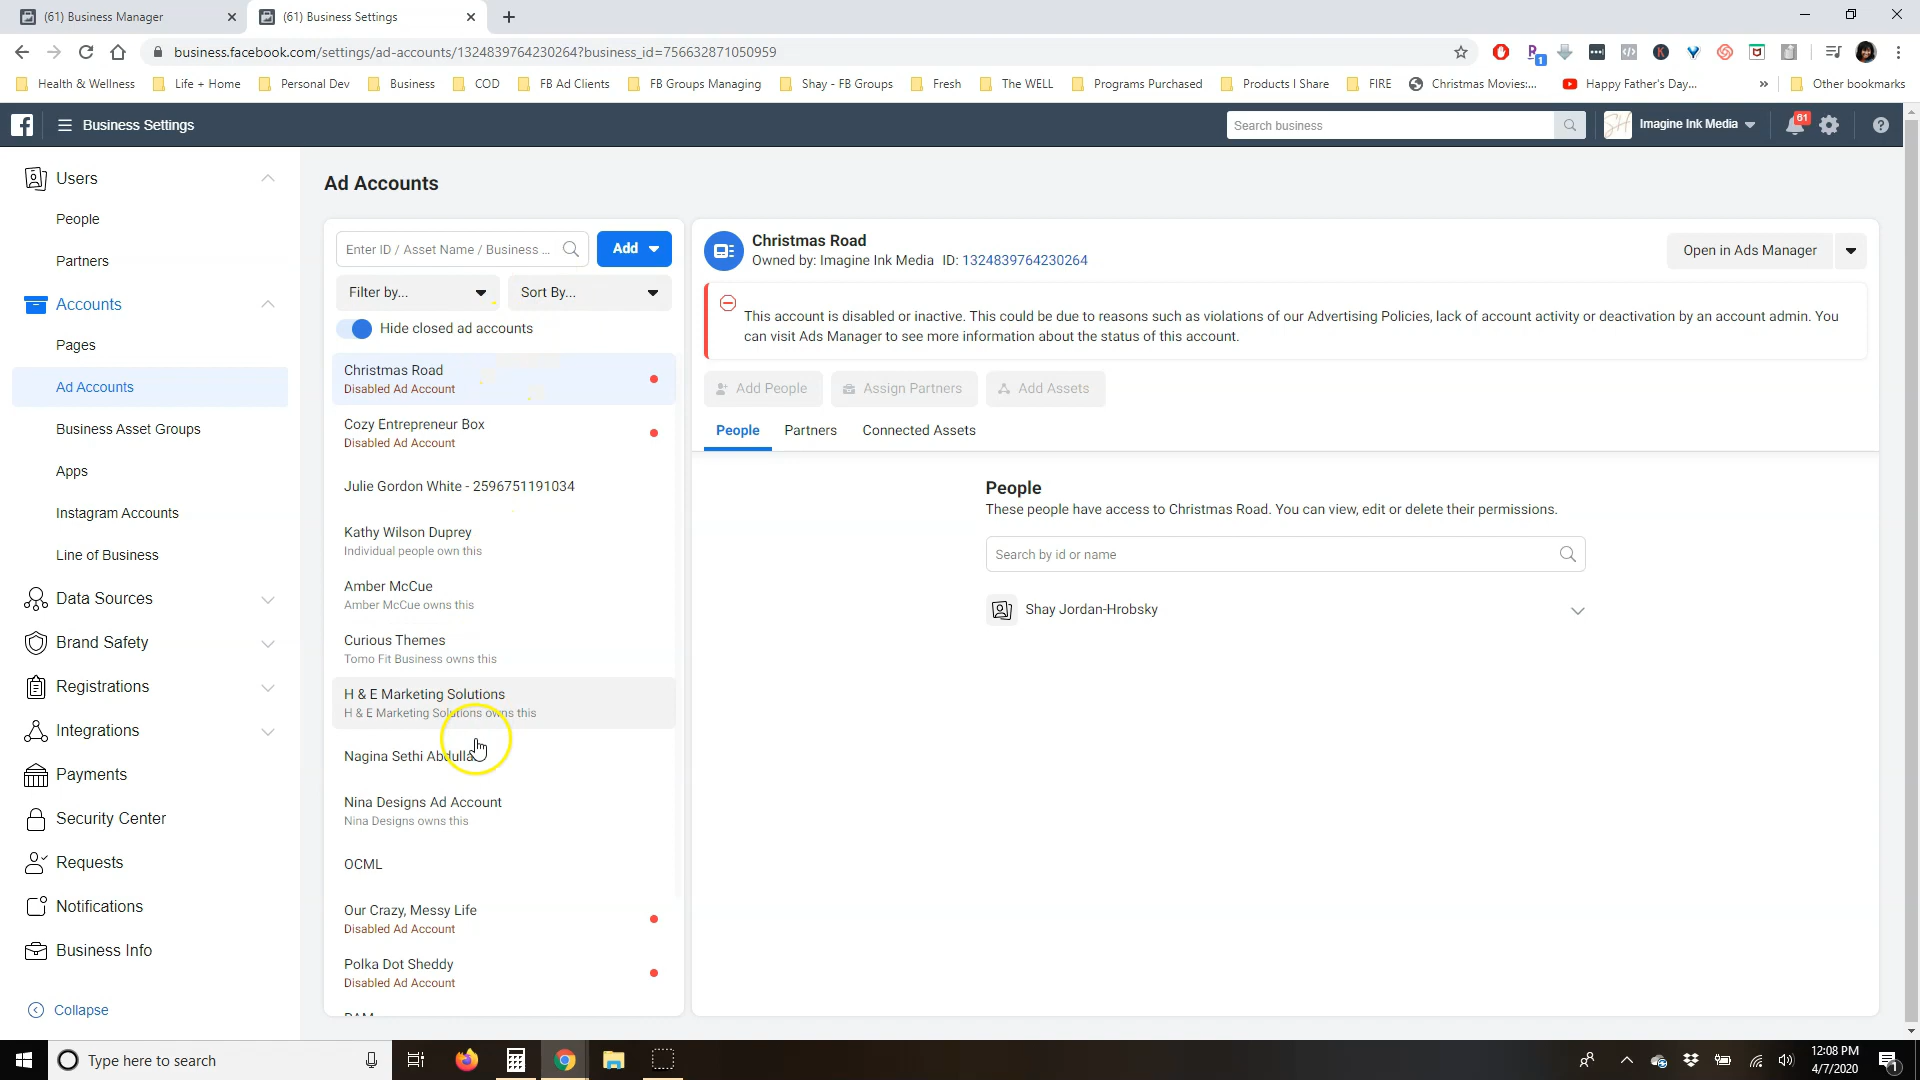 (61) Business Manager
(61) Business Settings
business.facebook.com/settings/ad-accounts/1324839764230264?business_id=756632871050959
Health & Wellness
Life + Home
Personal Dev
Business
COD
FB Ad Clients
FB Groups Managing
Shay - FB Groups
Fresh
The WELL
Programs Purchased
Products I Share
FIRE
Christmas Movies:...
Happy Father's Day...
»
Other bookmarks
Business Settings
Search business
Imagine Ink Media
61
Users
People
Partners
Accounts
Pages
Ad Accounts
Business Asset Groups
Apps
Instagram Accounts
Line of Business
Data Sources
Brand Safety
Registrations
Integrations
Payments
Security Center
Requests
Notifications
Business Info
Collapse
Ad Accounts
Enter ID / Asset Name / Business ...
Add
Filter by...
Sort By...
Hide closed ad accounts
Christmas Road
Disabled Ad Account
Cozy Entrepreneur Box
Disabled Ad Account
Julie Gordon White - 2596751191034
Kathy Wilson Duprey
Individual people own this
Amber McCue
Amber McCue owns this
Curious Themes
Tomo Fit Business owns this
H & E Marketing Solutions
H & E Marketing Solutions owns this
Nagina Sethi Abdulla
Nina Designs Ad Account
Nina Designs owns this
OCML
Our Crazy, Messy Life
Disabled Ad Account
Polka Dot Sheddy
Disabled Ad Account
Christmas Road
Owned by: Imagine Ink Media ID: 1324839764230264
Open in Ads Manager
This account is disabled or inactive. This could be due to reasons such as violations of our Advertising Policies, lack of account activity or deactivation by an account admin. You
can visit Ads Manager to see more information about the status of this account.
Add People
Assign Partners
Add Assets
People
Partners
Connected Assets
People
These people have access to Christmas Road. You can view, edit or delete their permissions.
Search by id or name
Shay Jordan-Hrobsky
Type here to search
12:08 PM
4/7/2020
1